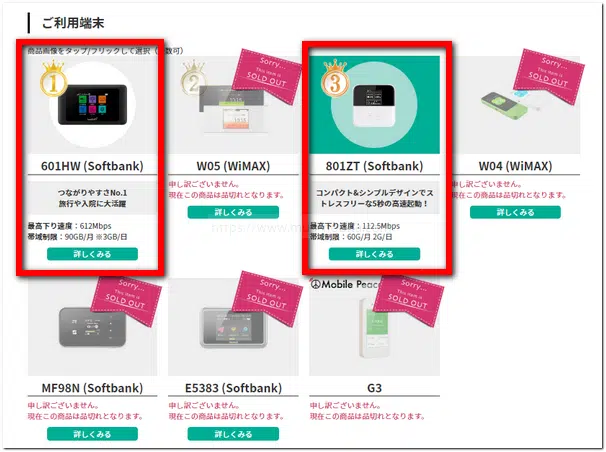 ご利用端末
商品画像をタップ/フリックして選択（
数可）
1
2
Sorry...
This item is
SOLD OUT
3
Sorry...
This item is
SOLD OUT
601HW (Softbank)
W05 (WiMAX)
801ZT (Softbank)
W04 (WiMAX)
つながりやすさNo.1
旅行や入院に大活躍
申し訳ございません。
現在この商品は品切れとなります。
詳しくみる
コンパクト&シンプルデザインでス
トレスフリーな5秒の高速起動！
申し訳ございません。
現在この商品は品切れとなります。
詳しくみる
最高下り速度：612Mbps
帯域制限：90GB/月 ※3GB/日
詳しくみる
最高下り速度：112.5Mbps
帯域制限：60G/月 2G/日
詳しくみる
Sorry...
This item is
SOLD OUT
Sorry...
This item is
SOLD OUT
Mobile Peace
Sorry...
This item is
SOLD OUT
MF98N (Softbank)
E5383 (Softbank)
G3
申し訳ございません。
現在この商品は品切れとなります。
詳しくみる
申し訳ございません。
現在この商品は品切れとなります。
詳しくみる
申し訳ございません。
現在この商品は品切れとなります。
詳しくみる